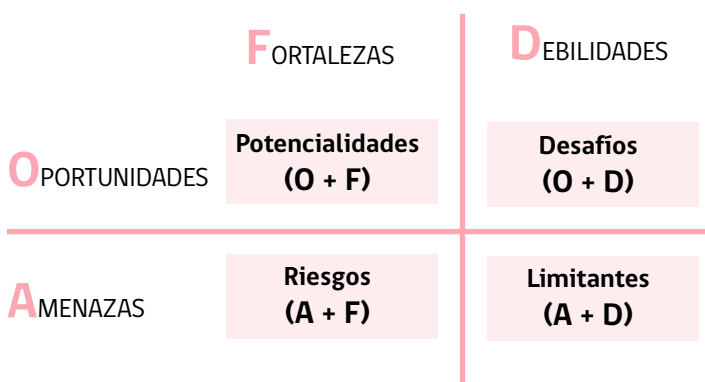 FORTALEZAS
DEBILIDADES
OPORTUNIDADES
Potencialidades
(O + F)
Desafíos
(O + D)
AMENAZAS
Riesgos
(A + F)
Limitantes
(A + D)